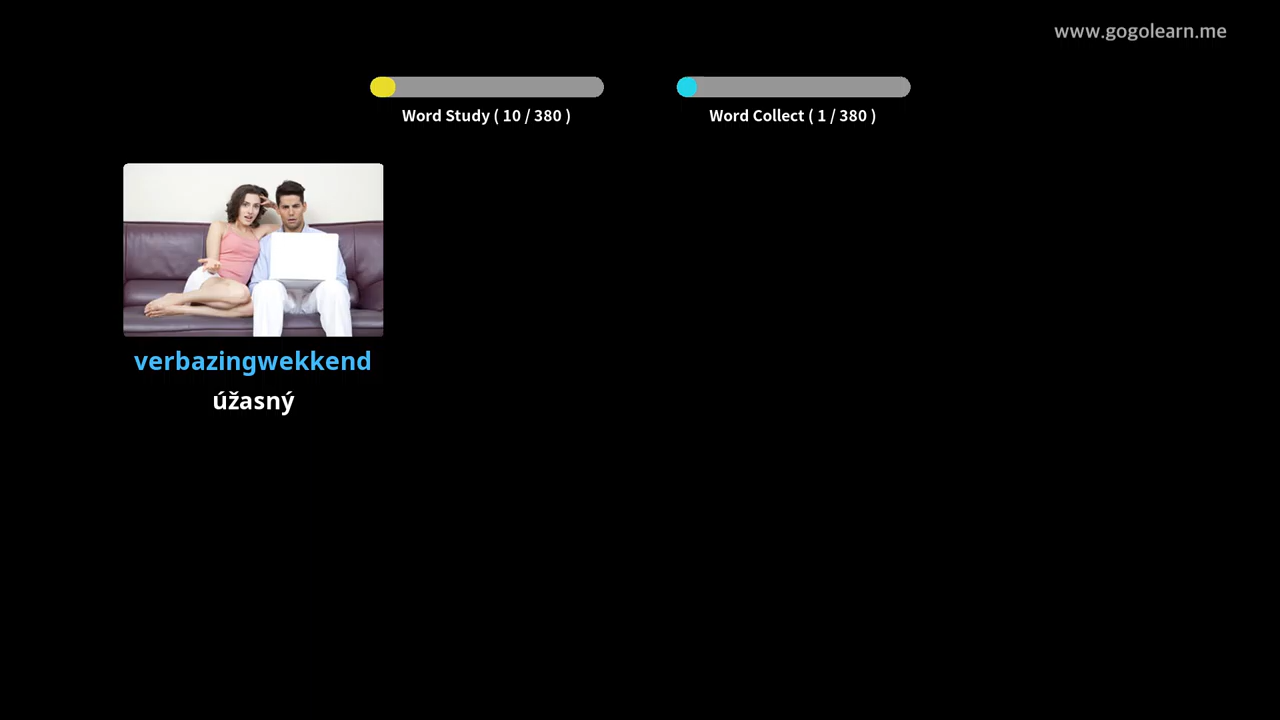 www.gogolearn.me
Word Study ( 10 / 380 )
Word Collect ( 1 / 380 )
verbazingwekkend
úžasný